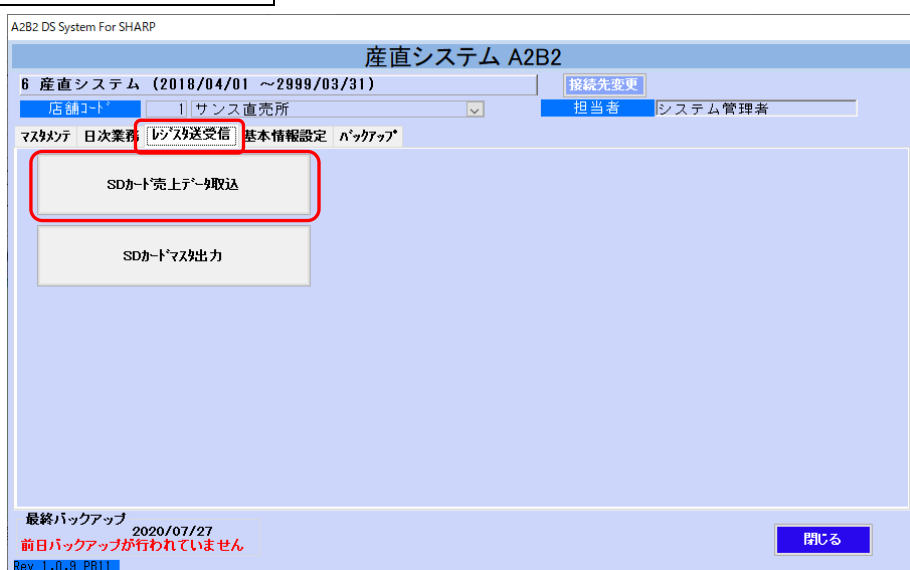 A2B2 DS System For SHARP
産直システム A2B2
6 産直システム (2018/04/01 ～2999/03/31) 接続先変更
店舗ｺｰﾄﾞ 1 サンス直売所 担当者 システム管理者
ﾏｽﾀﾒﾝﾃ 日次業務 ﾚｼﾞｽﾀ送受信 基本情報設定 ﾊﾞｯｸｱｯﾌﾟ
SDｶｰﾄﾞ売上ﾃﾞｰﾀ取込
SDｶｰﾄﾞﾏｽﾀ出力
最終バックアップ
2020/07/27
前日バックアップが行われていません
閉じる
Rev 1.0.9 PB11